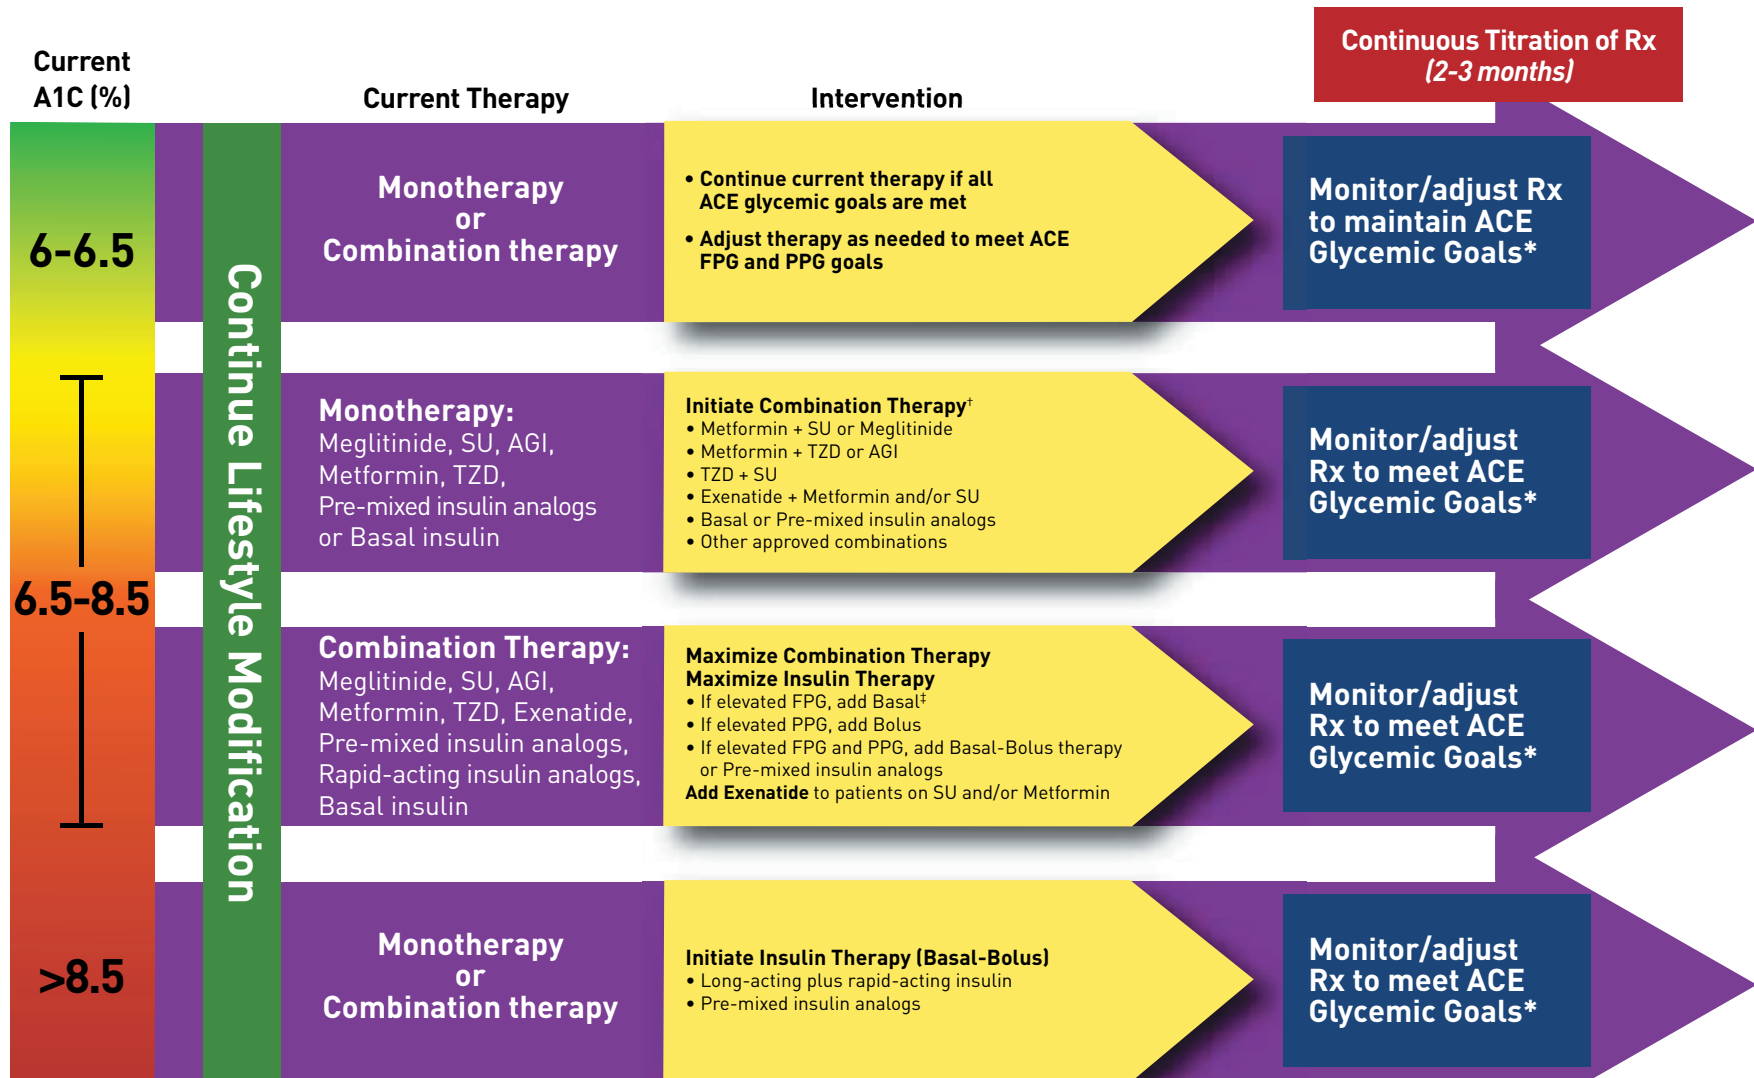 Continuous Titration of Rx
(2-3 months)
Current
A1C (%)
Current Therapy
Intervention
Continue Lifestyle Modification
6-6.5
Monotherapy
or
Combination therapy
• Continue current therapy if all
ACE glycemic goals are met
• Adjust therapy as needed to meet ACE
FPG and PPG goals
Monitor/adjust Rx
to maintain ACE
Glycemic Goals*
6.5-8.5
Monotherapy:
Meglitinide, SU, AGI,
Metformin, TZD,
Pre-mixed insulin analogs
or Basal insulin
Initiate Combination Therapy†
• Metformin + SU or Meglitinide
• Metformin + TZD or AGI
• TZD + SU
• Exenatide + Metformin and/or SU
• Basal or Pre-mixed insulin analogs
• Other approved combinations
Monitor/adjust
Rx to meet ACE
Glycemic Goals*
Combination Therapy:
Meglitinide, SU, AGI,
Metformin, TZD, Exenatide,
Pre-mixed insulin analogs,
Rapid-acting insulin analogs,
Basal insulin
Maximize Combination Therapy
Maximize Insulin Therapy
• If elevated FPG, add Basal‡
• If elevated PPG, add Bolus
• If elevated FPG and PPG, add Basal-Bolus therapy
or Pre-mixed insulin analogs
Add Exenatide to patients on SU and/or Metformin
Monitor/adjust
Rx to meet ACE
Glycemic Goals*
>8.5
Monotherapy
or
Combination therapy
Initiate Insulin Therapy (Basal-Bolus)
• Long-acting plus rapid-acting insulin
• Pre-mixed insulin analogs
Monitor/adjust
Rx to meet ACE
Glycemic Goals*